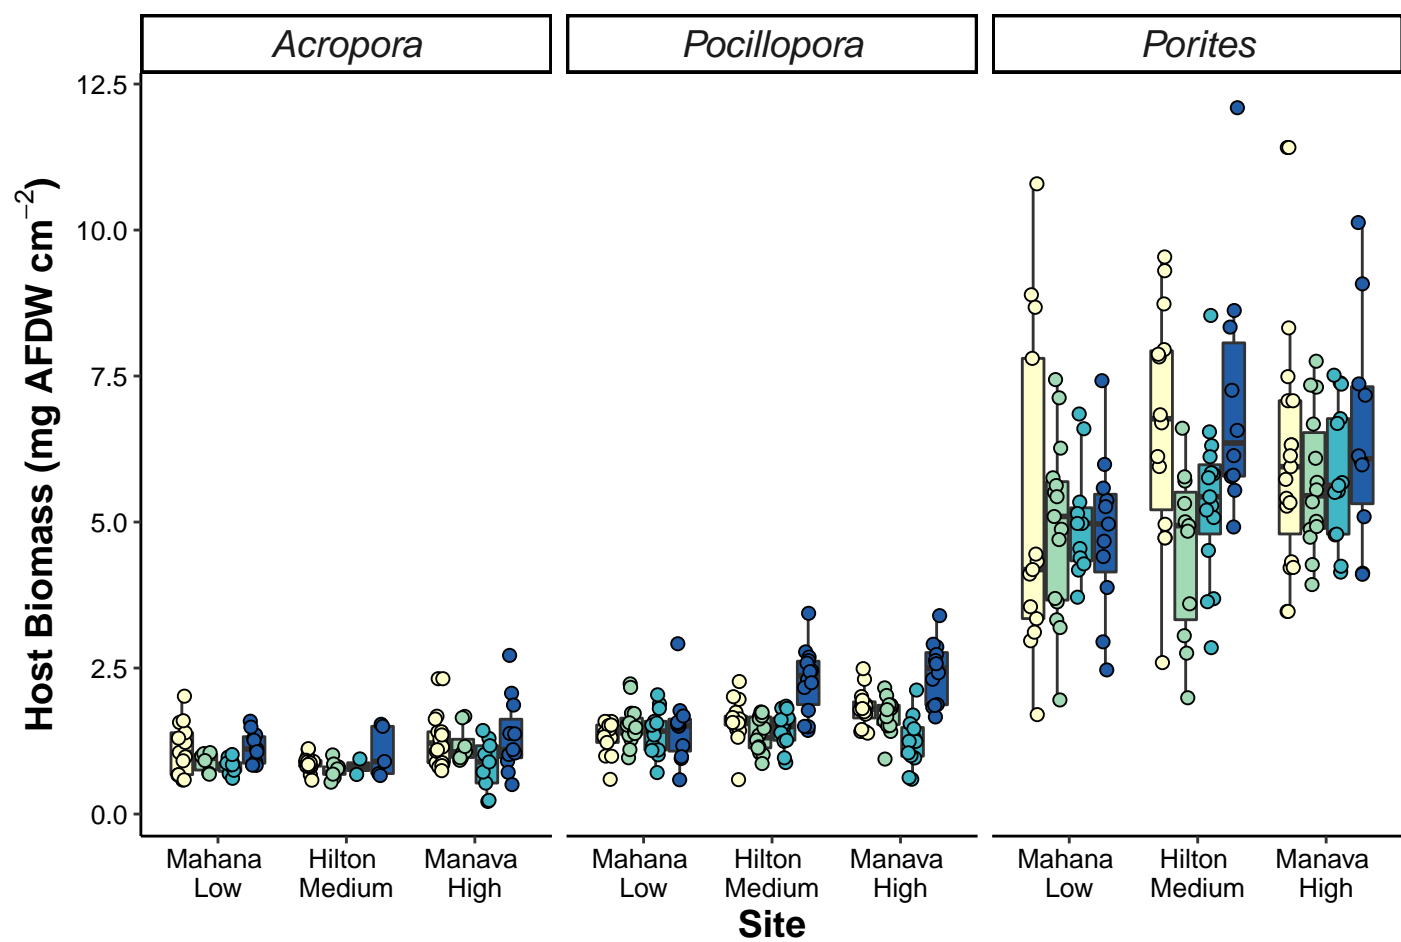 Acropora
Pocillopora
Porites
Host Biomass (mg AFDW cm−2)
12.5
10.0
7.5
5.0
2.5
0.0
Mahana Low
Hilton Medium
Manava High
Mahana Low
Hilton Medium
Manava High
Mahana Low
Hilton Medium
Manava High
Site